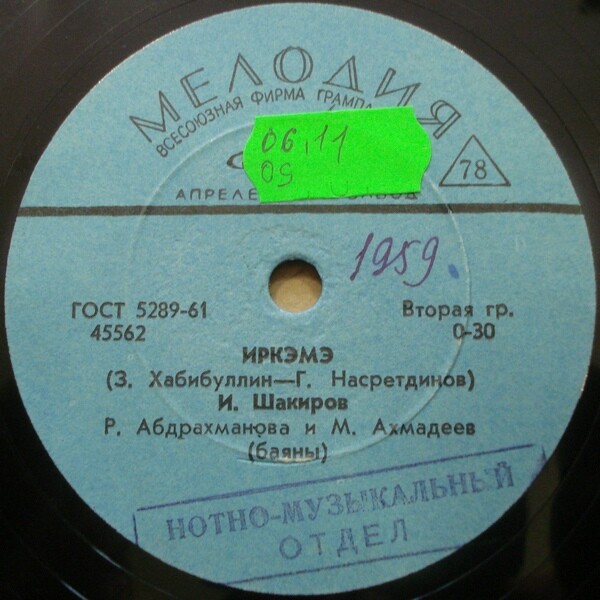 МЕЛОДИЯ
ВСЕСОЮЗНАЯ ФИРМА
06,11
09
78
1959.
ГОСТ 5289-61
Вторая гр.
45562
0-30
ИРКЭМЭ
(З. Хабибуллин—Г. Насретдинов)
И. Шакиров
Р. Абдрахманова и М. Ахмадеев
(баяны)
НОТНО-МУЗЫКАЛЬНЫЙ
ОТДЕЛ